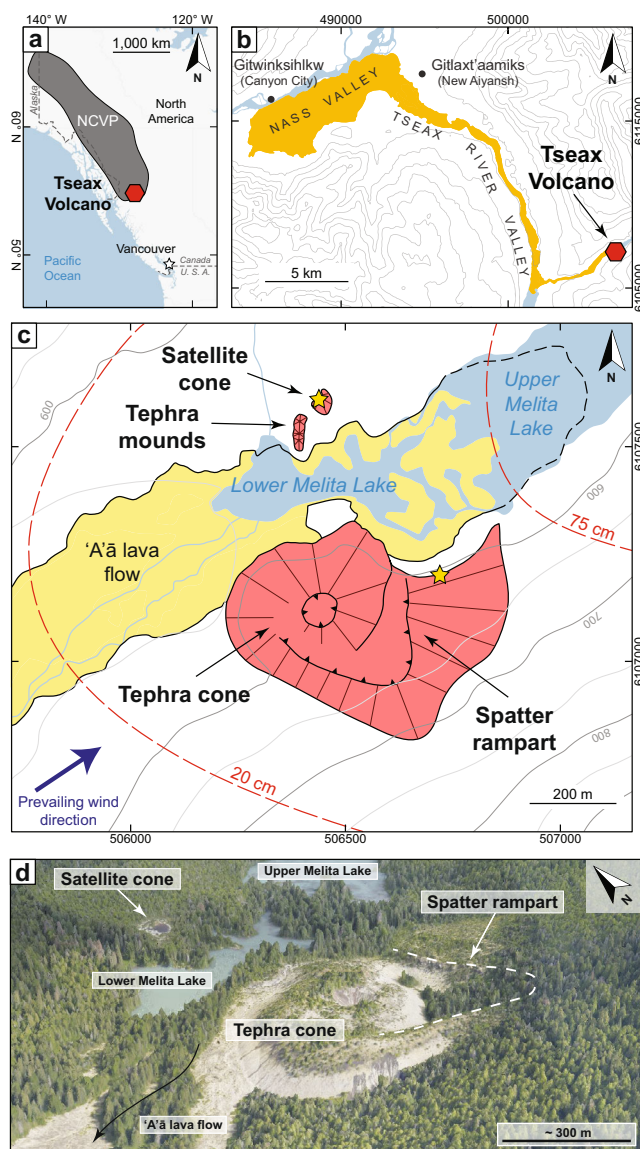 a
140° W
120° W
1,000 km
N
Alaska
NCVP
North
America
60° N
Tseax
Volcano
Vancouver
Canada
U. S. A.
50° N
Pacific
Ocean
b
490000
500000
Gitwinksihlkw
(Canyon City)
Gitlaxt'aamiks
(New Aiyansh)
N
NASS VALLEY
TSEAX RIVER VALLEY
6115000
Tseax
Volcano
5 km
6105000
c
N
600
Satellite
cone
Tephra
mounds
Upper
Melita
Lake
6107500
Lower Melita Lake
600
75 cm
'A'ā lava
flow
700
Tephra cone
6107000
Spatter
rampart
800
20 cm
Prevailing wind
direction
200 m
506000
506500
507000
d
Upper Melita Lake
N
Satellite cone
Spatter rampart
Lower Melita Lake
Tephra cone
'A'ā lava flow
~ 300 m